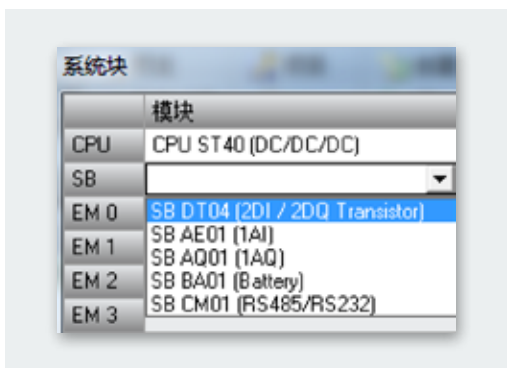 系统块
模块
CPU CPU ST40 (DC/DC/DC)
SB
EM 0 SB DT04 (2DI / 2DQ Transistor)
SB AE01 (1AI)
EM 1
SB AQ01 (1AQ)
EM 2 SB BA01 (Battery)
SB CM01 (RS485/RS232)
EM 3